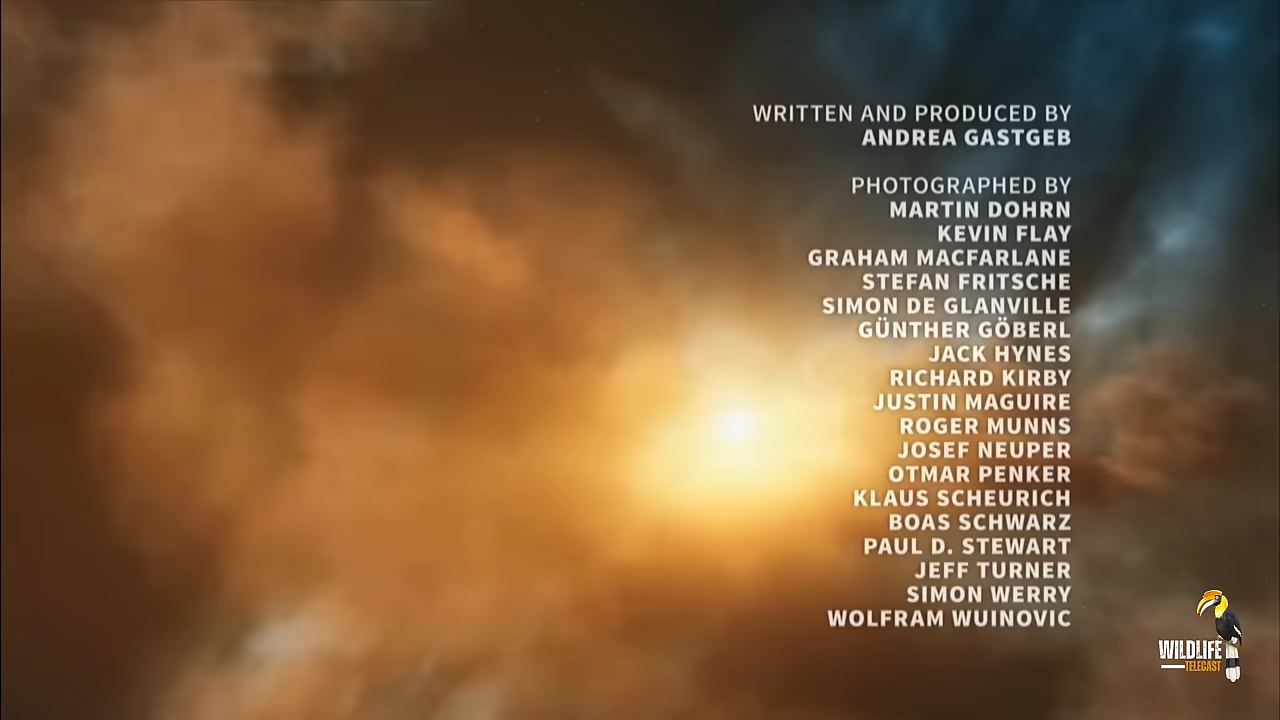 WRITTEN AND PRODUCED BY
ANDREA GASTGEB
PHOTOGRAPHED BY
MARTIN DOHRN
KEVIN FLAY
GRAHAM MACFARLANE
STEFAN FRITSCHE
SIMON DE GLANVILLE
GÜNTHER GÖBERL
JACK HYNES
RICHARD KIRBY
JUSTIN MAGUIRE
ROGER MUNNS
JOSEF NEUPER
OTMAR PENKER
KLAUS SCHEURICH
BOAS SCHWARZ
PAUL D. STEWART
JEFF TURNER
SIMON WERRY
WOLFRAM WUINOVIC
WILDLIFE
TELECAST